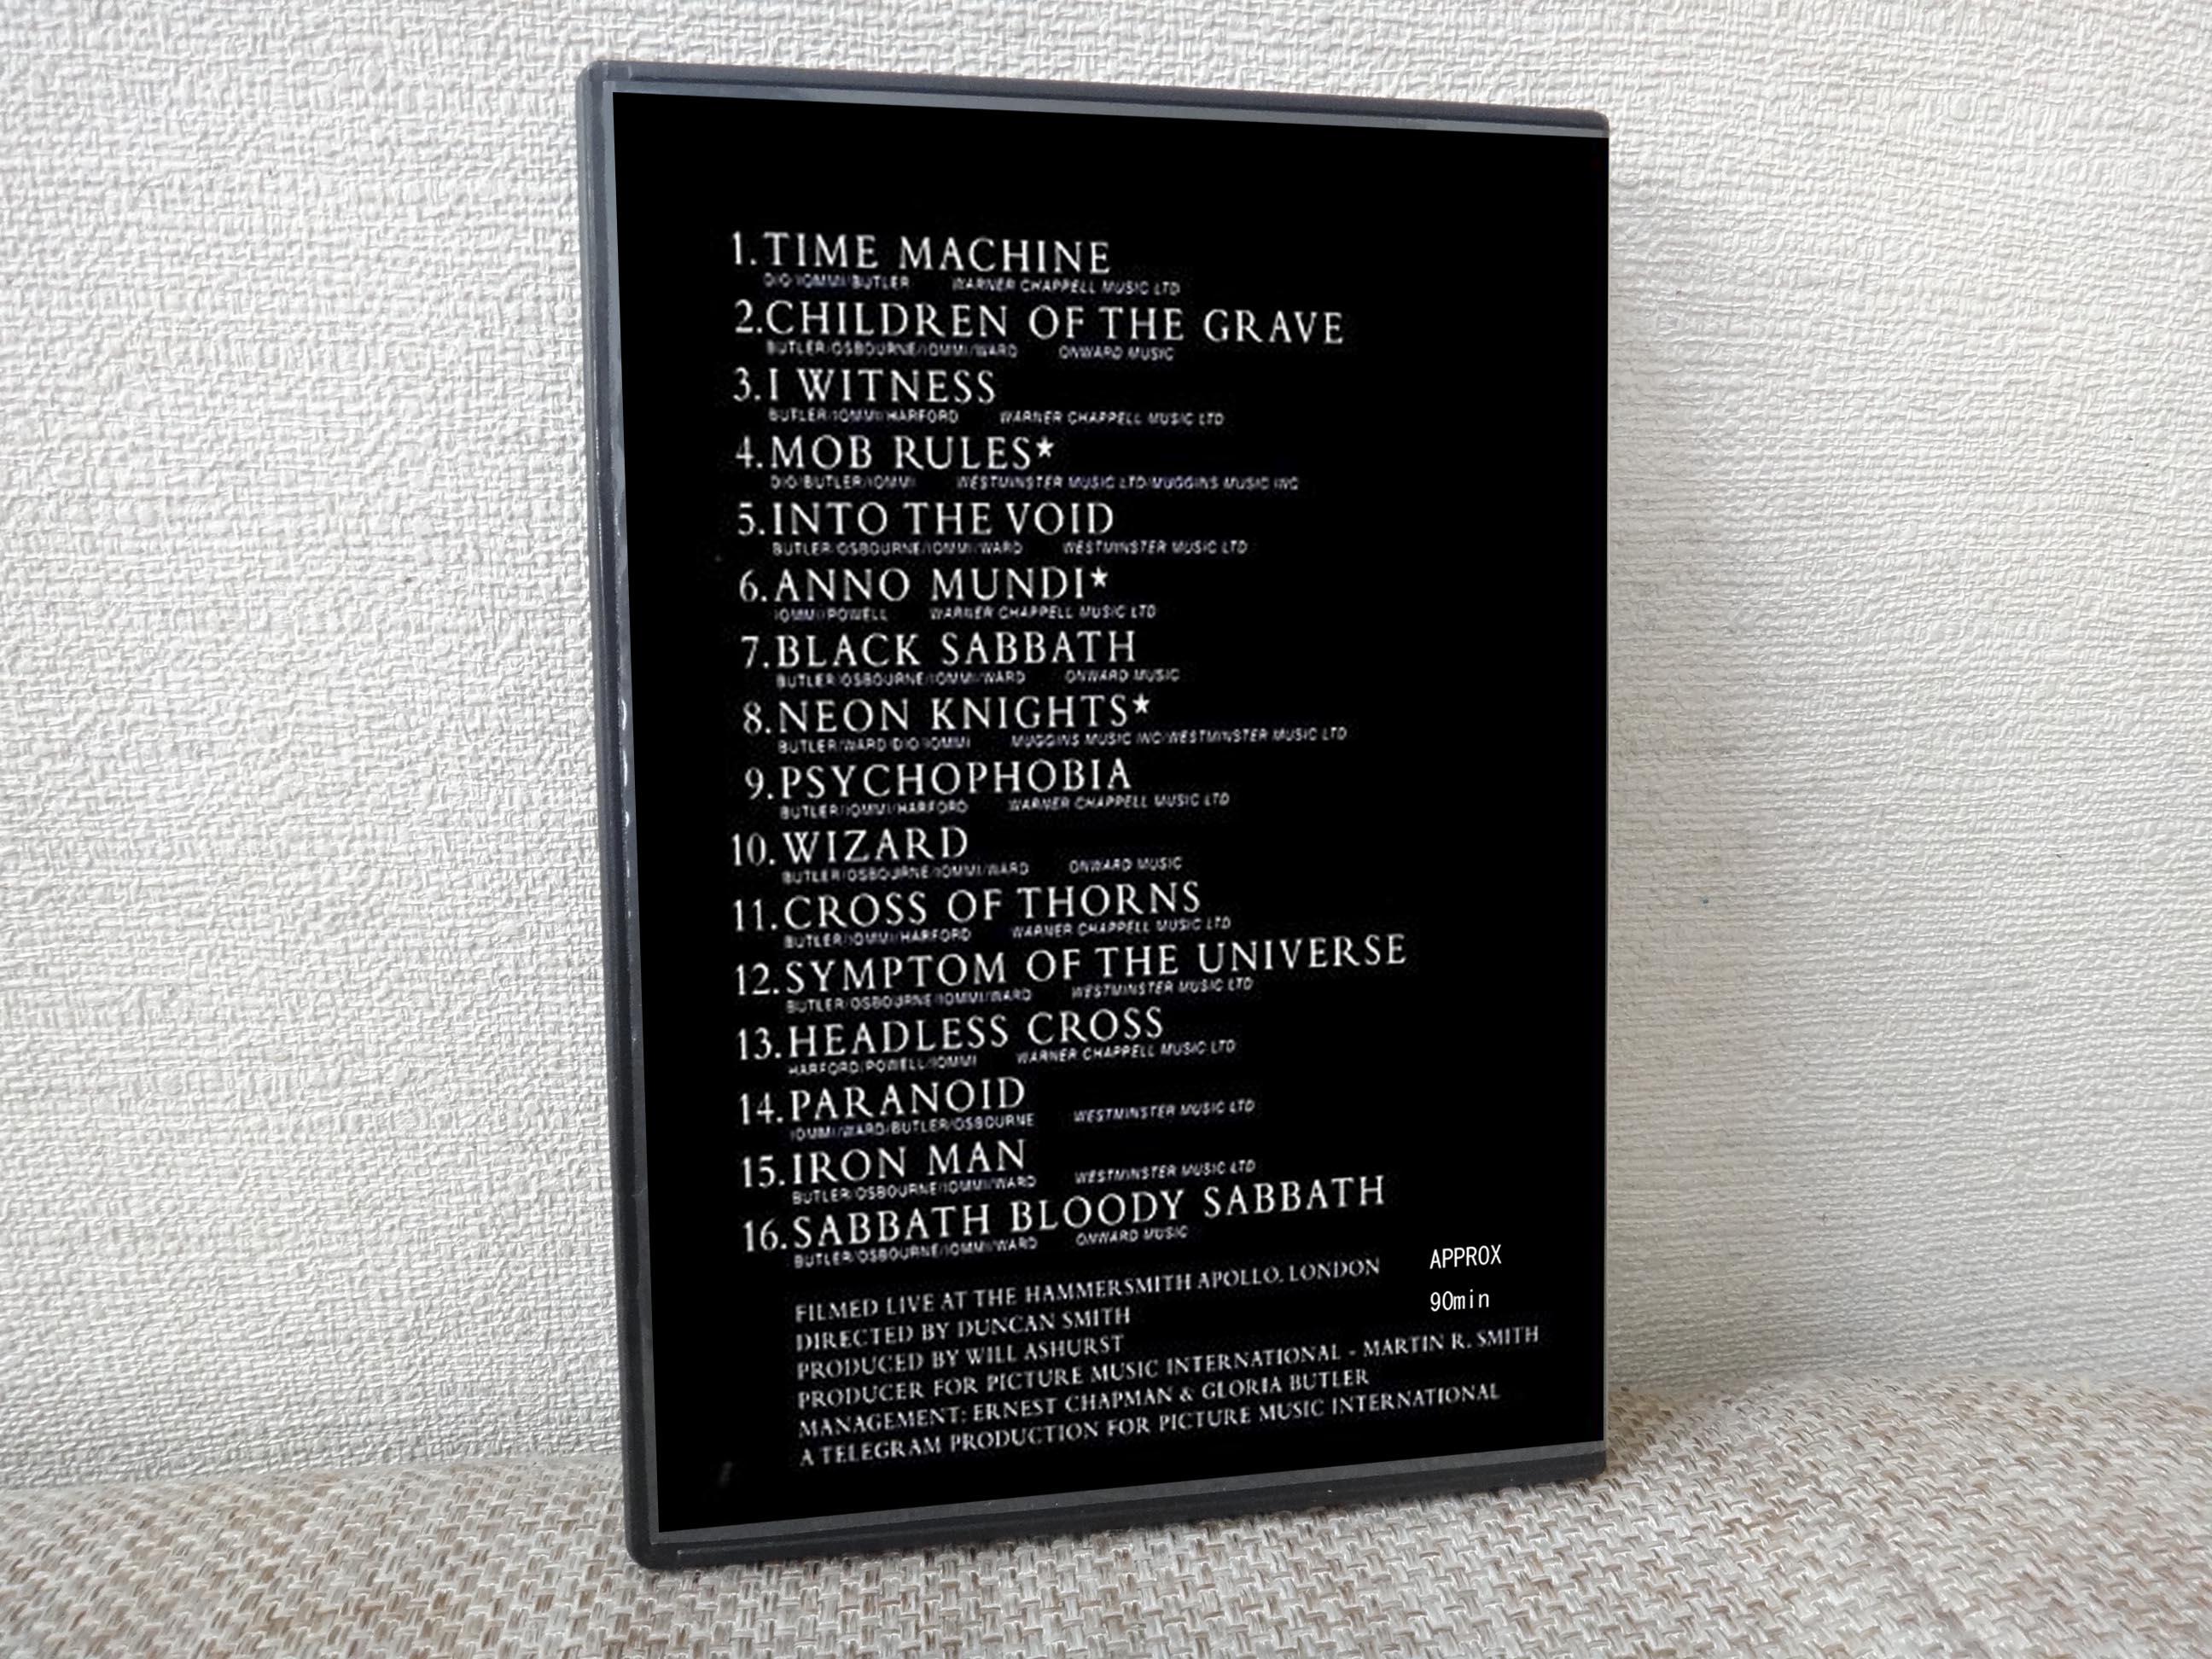 1. TIME MACHINE
DIO/IOMMI/BUTLER WARNER CHAPPELL MUSIC LTD
2. CHILDREN OF THE GRAVE
BUTLER/OSBOURNE/IOMMI/WARD ONWARD MUSIC
3. I WITNESS
BUTLER/IOMMI/HARFORD WARNER CHAPPELL MUSIC LTD
4. MOB RULES★
DIO/BUTLER/IOMMI WESTMINSTER MUSIC LTD/MUGGINS MUSIC INC
5. INTO THE VOID
BUTLER/OSBOURNE/IOMMI/WARD WESTMINSTER MUSIC LTD
6. ANNO MUNDI★
IOMMI/POWELL WARNER CHAPPELL MUSIC LTD
7. BLACK SABBATH
BUTLER/OSBOURNE/IOMMI/WARD ONWARD MUSIC
8. NEON KNIGHTS★
BUTLER/WARD/DIO/IOMMI MUGGINS MUSIC INC/WESTMINSTER MUSIC LTD
9. PSYCHOPHOBIA
BUTLER/IOMMI/HARFORD WARNER CHAPPELL MUSIC LTD
10. WIZARD
BUTLER/OSBOURNE/IOMMI/WARD ONWARD MUSIC
11. CROSS OF THORNS
BUTLER/IOMMI/HARFORD WARNER CHAPPELL MUSIC LTD
12. SYMPTOM OF THE UNIVERSE
BUTLER/OSBOURNE/IOMMI/WARD WESTMINSTER MUSIC LTD
13. HEADLESS CROSS
HARFORD/POWELL/IOMMI WARNER CHAPPELL MUSIC LTD
14. PARANOID
IOMMI/WARD/BUTLER/OSBOURNE WESTMINSTER MUSIC LTD
15. IRON MAN
BUTLER/OSBOURNE/IOMMI/WARD WESTMINSTER MUSIC LTD
16. SABBATH BLOODY SABBATH
BUTLER/OSBOURNE/IOMMI/WARD ONWARD MUSIC
FILMED LIVE AT THE HAMMERSMITH APOLLO, LONDON
DIRECTED BY DUNCAN SMITH
PRODUCED BY WILL ASHURST
PRODUCER FOR PICTURE MUSIC INTERNATIONAL - MARTIN R. SMITH
MANAGEMENT: ERNEST CHAPMAN & GLORIA BUTLER
A TELEGRAM PRODUCTION FOR PICTURE MUSIC INTERNATIONAL
APPROX
90min